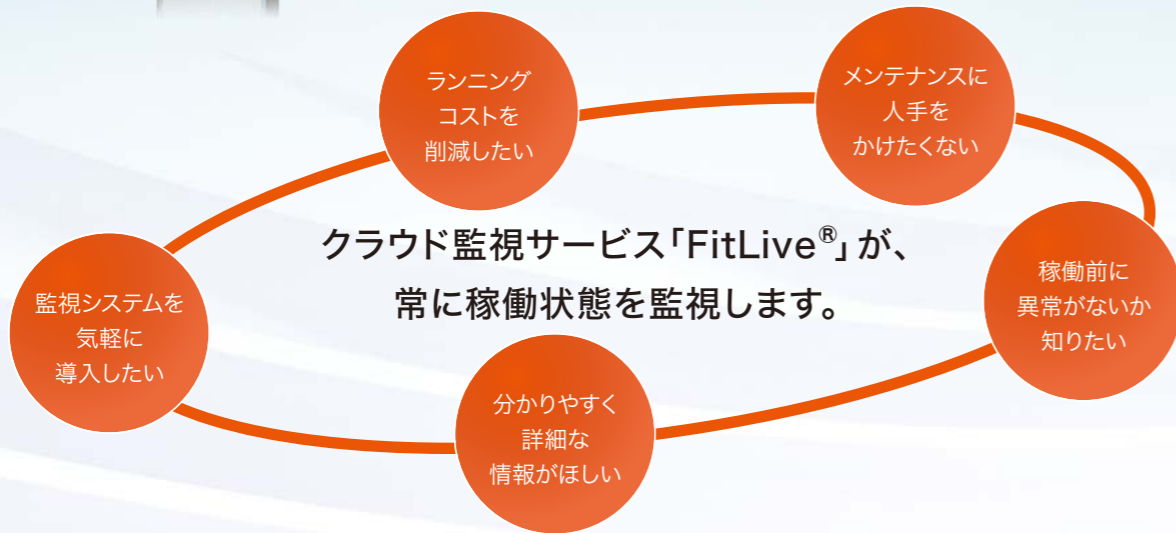 ランニング
コストを
削減したい
メンテナンスに
人手を
かけたくない
クラウド監視サービス「FitLive®」が、
常に稼働状態を監視します。
稼働前に
異常がないか
知りたい
監視システムを
気軽に
導入したい
分かりやすく
詳細な
情報がほしい